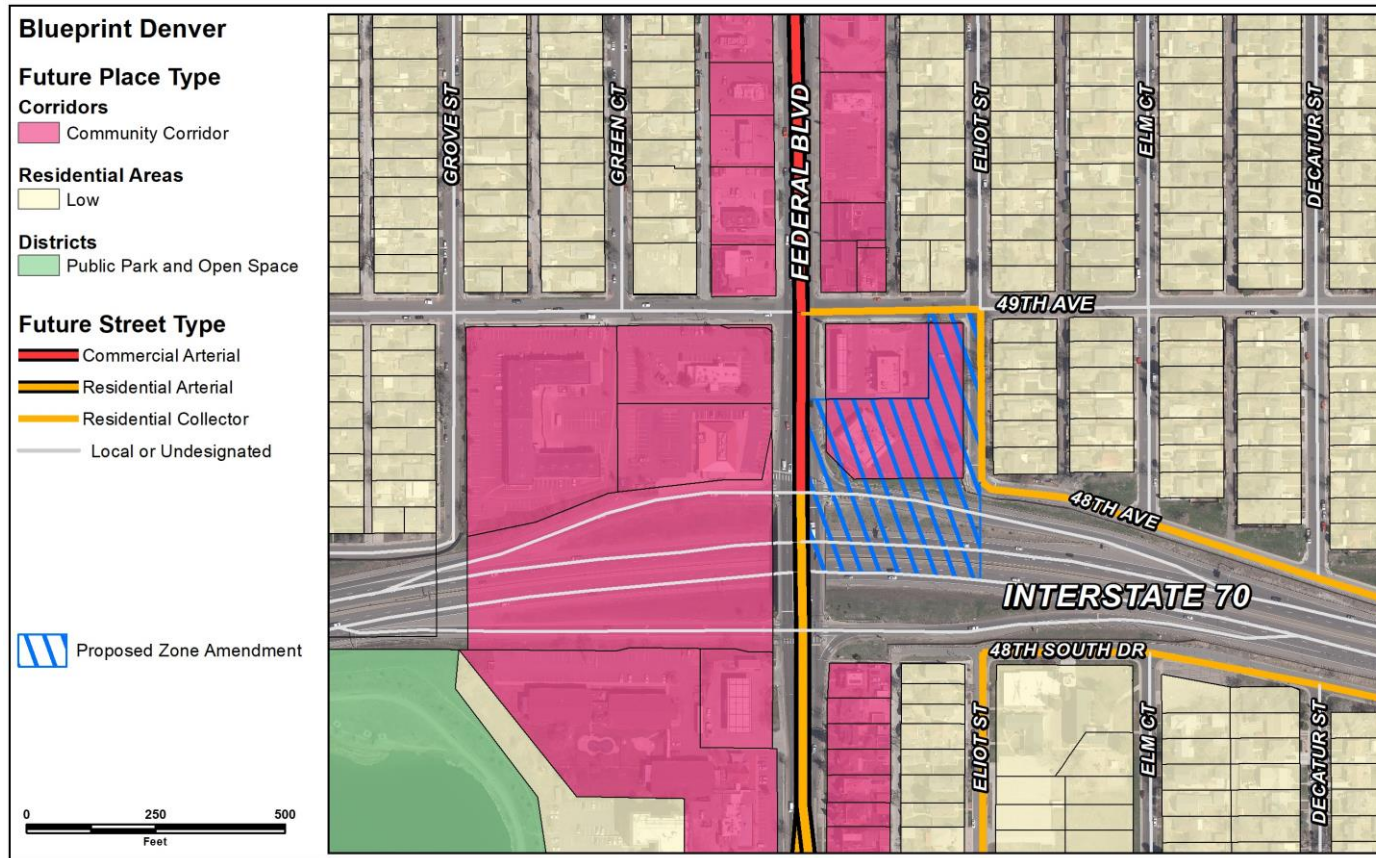 Blueprint Denver
Future Place Type
Corridors
Community Corridor
Residential Areas
Low
Districts
Public Park and Open Space
Future Street Type
Commercial Arterial
Residential Arterial
Residential Collector
Local or Undesignated
Proposed Zone Amendment
0 250 500
Feet
GROVE ST
GREEN CT
FEDERAL BLVD
ELIOT ST
ELM CT
DECATUR ST
49TH AVE
48TH AVE
INTERSTATE 70
48TH SOUTH DR
ELIOT ST
ELM CT
DECATUR ST